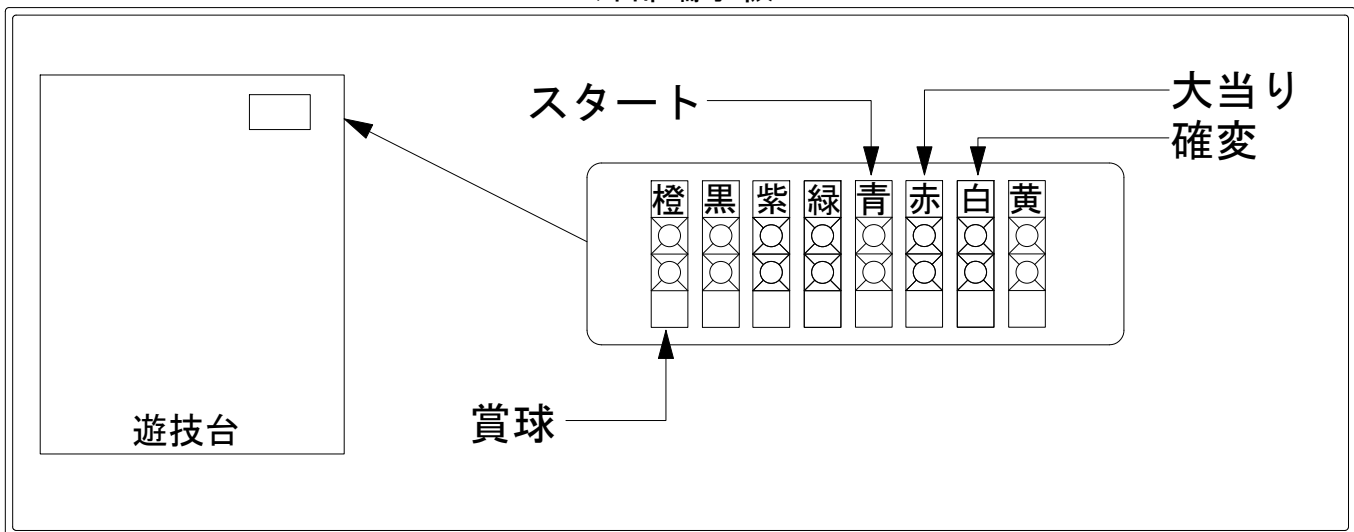 大当り
スタート
確変
橙 黒 紫 緑 青 赤 白 黄
賞球
遊技台